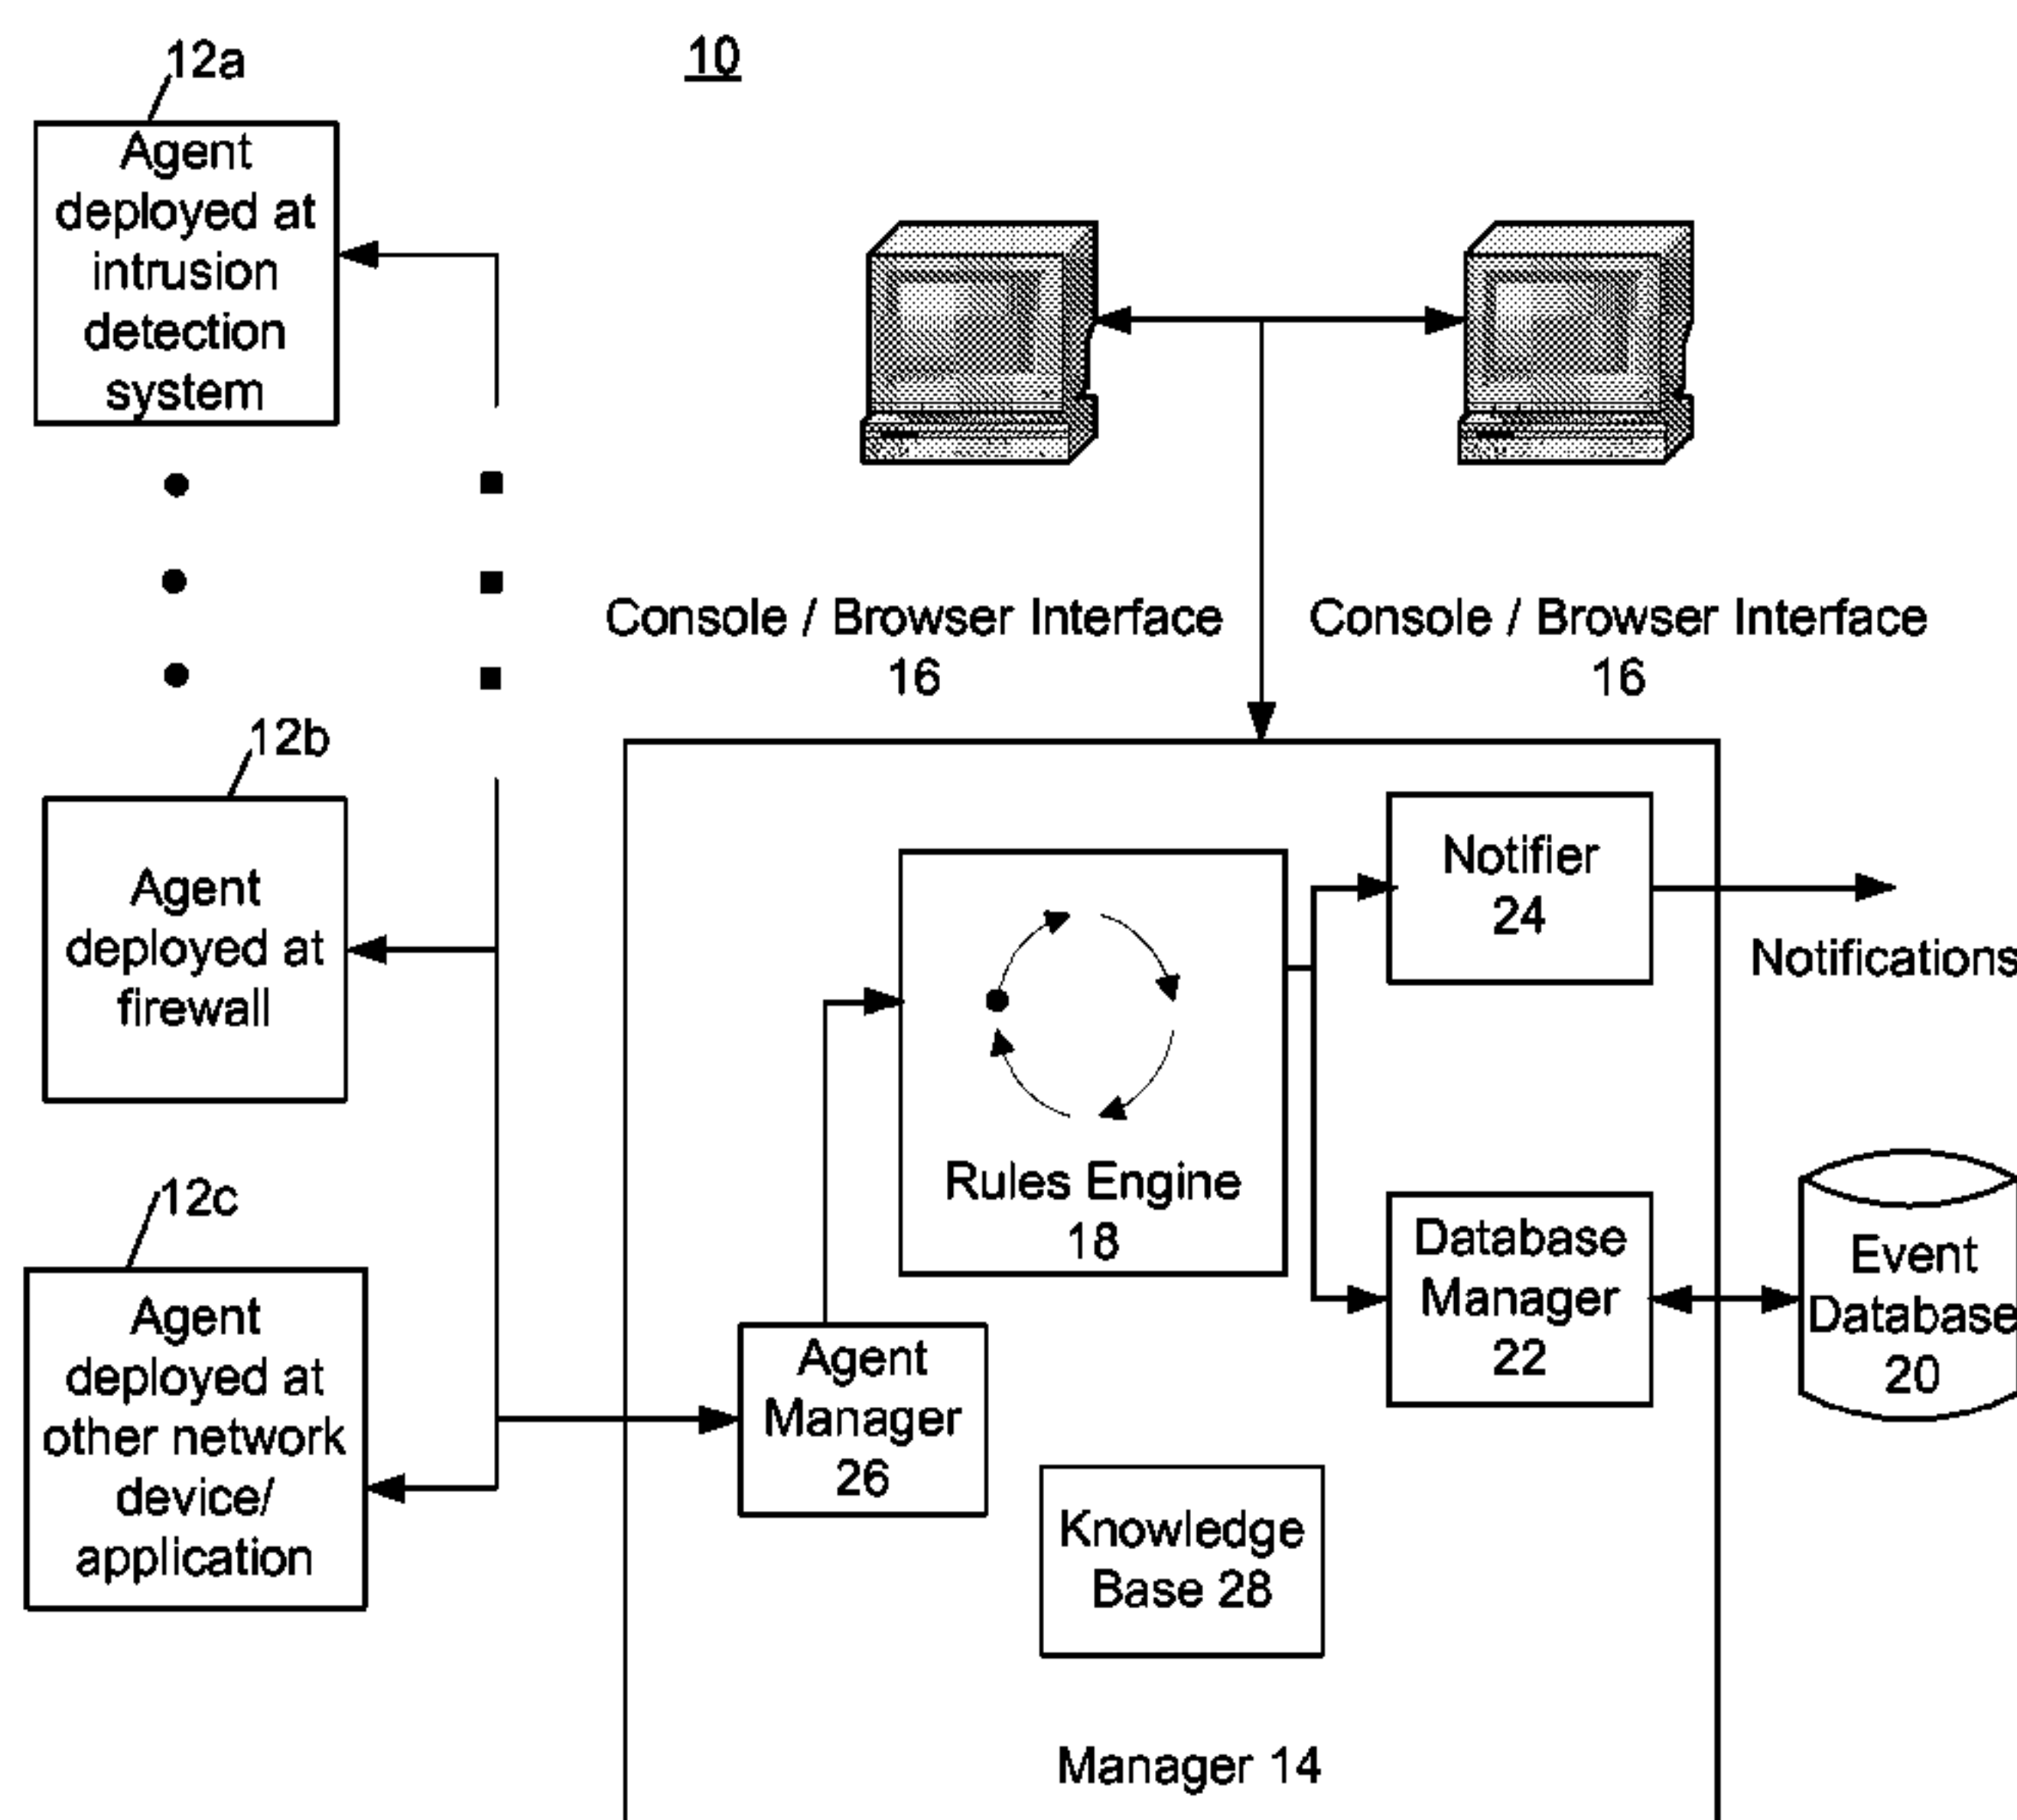 12a
10
Agent
deployed at
intrusion
detection
system
Console / Browser Interface
16
Console / Browser Interface
16
12b
Agent
deployed at
firewall
Notifier
24
Notifications
Rules Engine
18
12c
Agent
deployed at
other network
device/
application
Agent
Manager
26
Database
Manager
22
Event
Database
20
Knowledge
Base 28
Manager 14